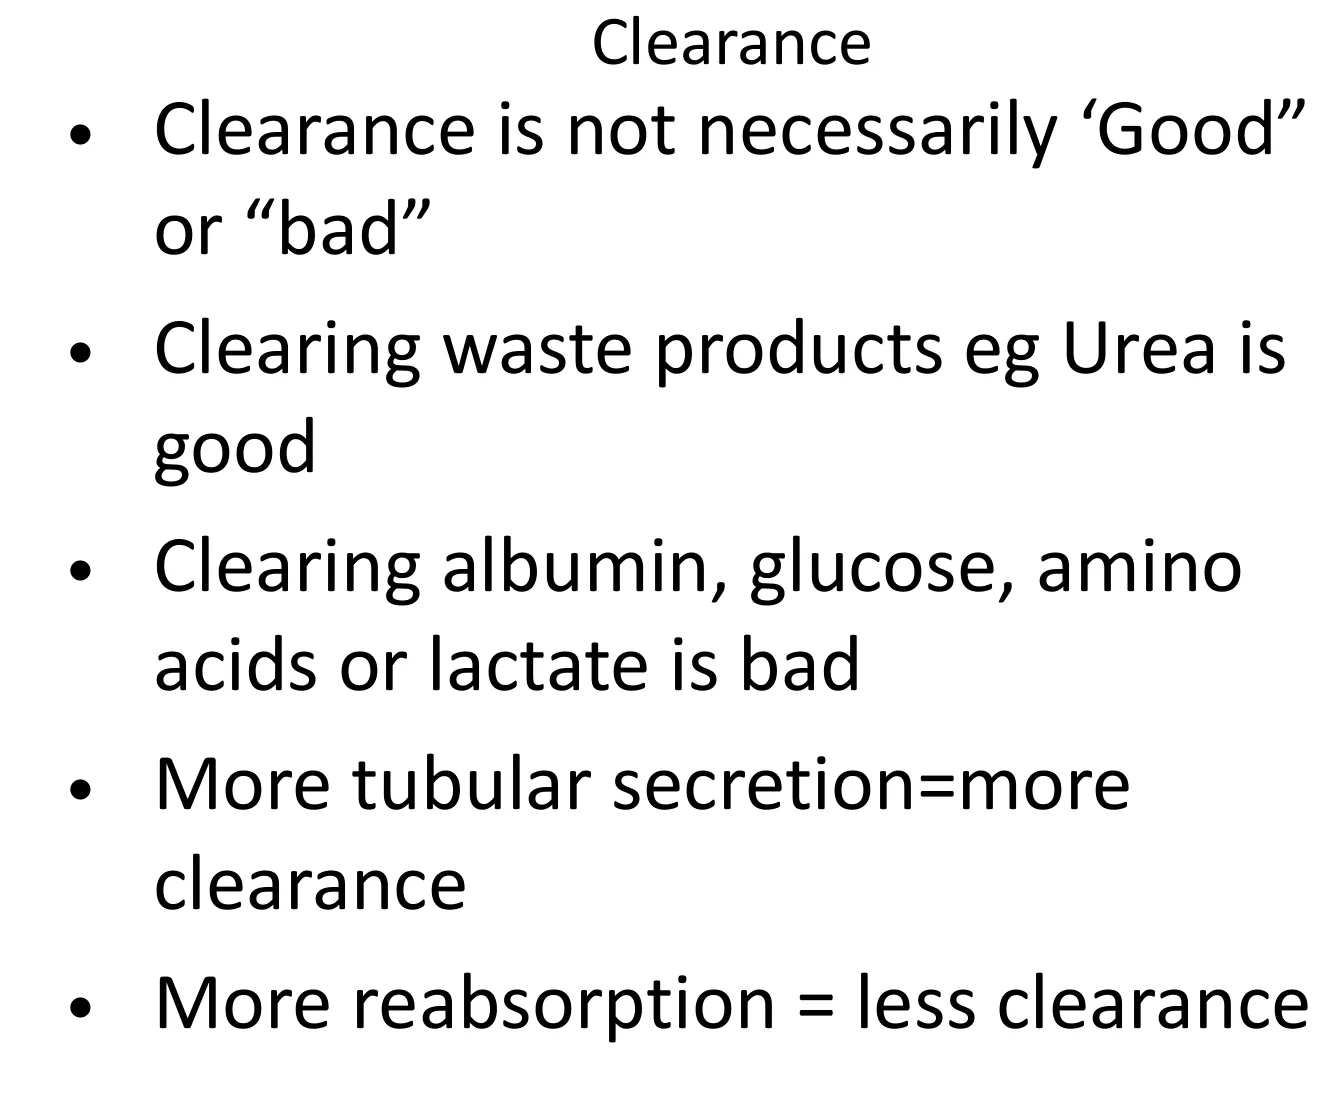 Clearance
• Clearance is not necessarily ‘Good”
or “bad”
• Clearing waste products eg Urea is
good
• Clearing albumin, glucose, amino
acids or lactate is bad
• More tubular secretion=more
clearance
• More reabsorption = less clearance